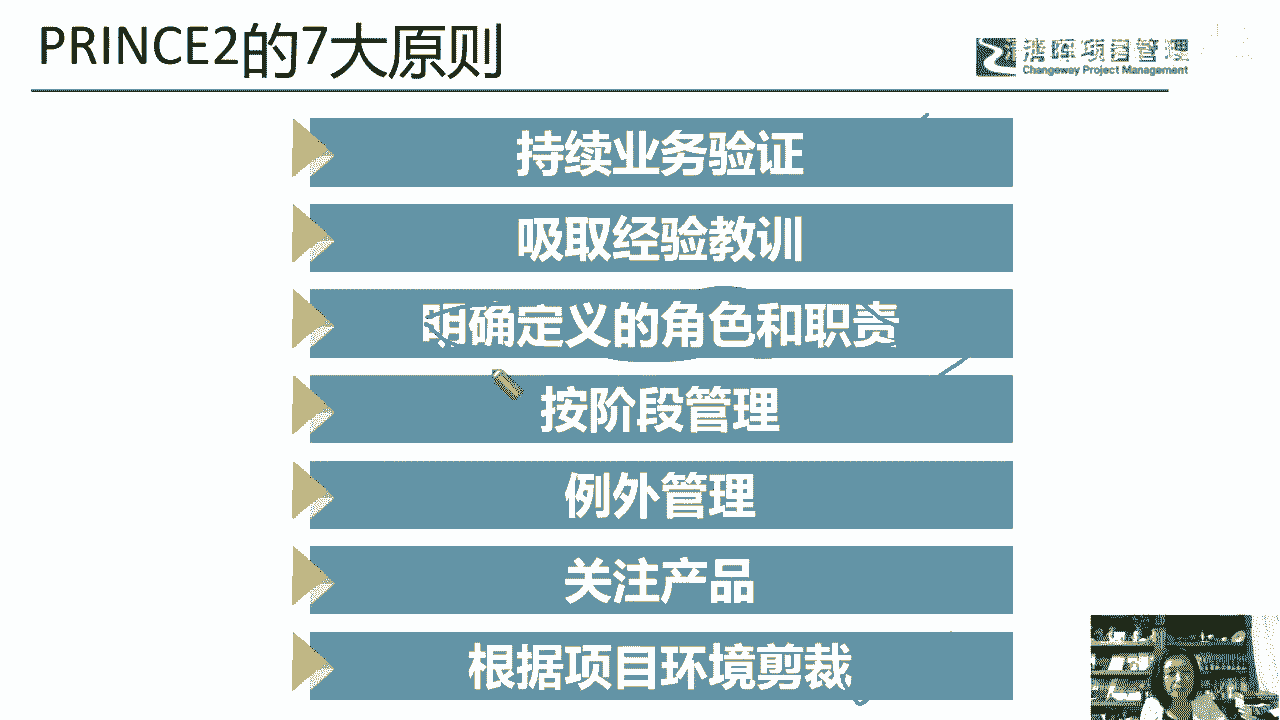 PRINCE2的7大原则
清晖项目管理
Changeway Project Management
持续业务验证
吸取经验教训
明确定义的角色和职责
按阶段管理
例外管理
关注产品
根据项目环境剪裁